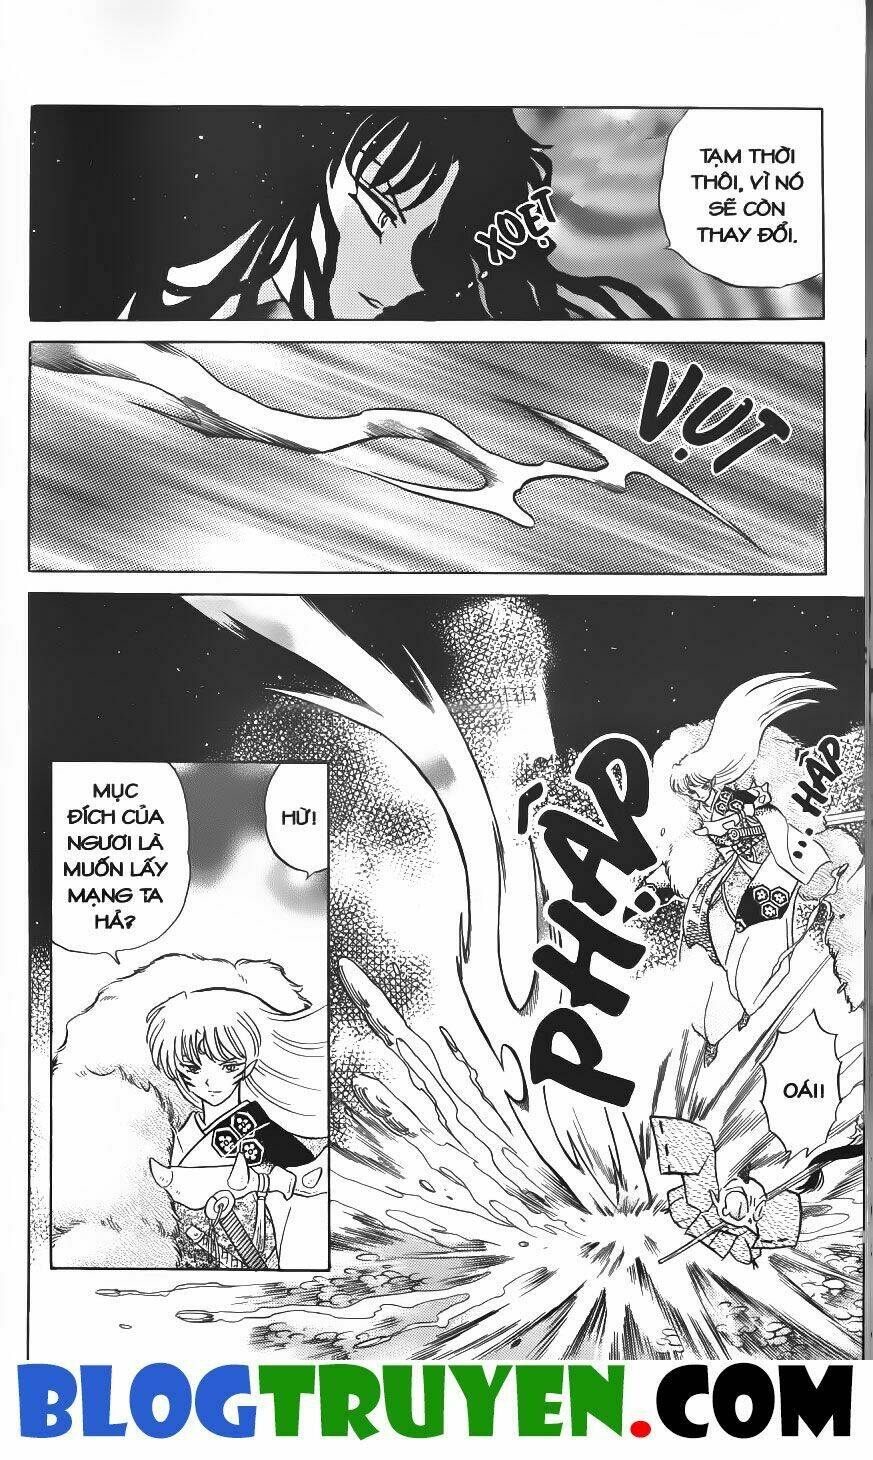 TẠM THỜI
THÔI, VÌ NÓ
SẼ CÒN
THAY ĐỔI.
XOẸT
VỤT
HỪ!
MỤC
ĐÍCH CỦA
NGƯƠI LÀ
MUỐN LẤY
MẠNG TA
HẢ?
PHẬP
...PHẬP
OÁI!
BLOGTRUYEN.COM